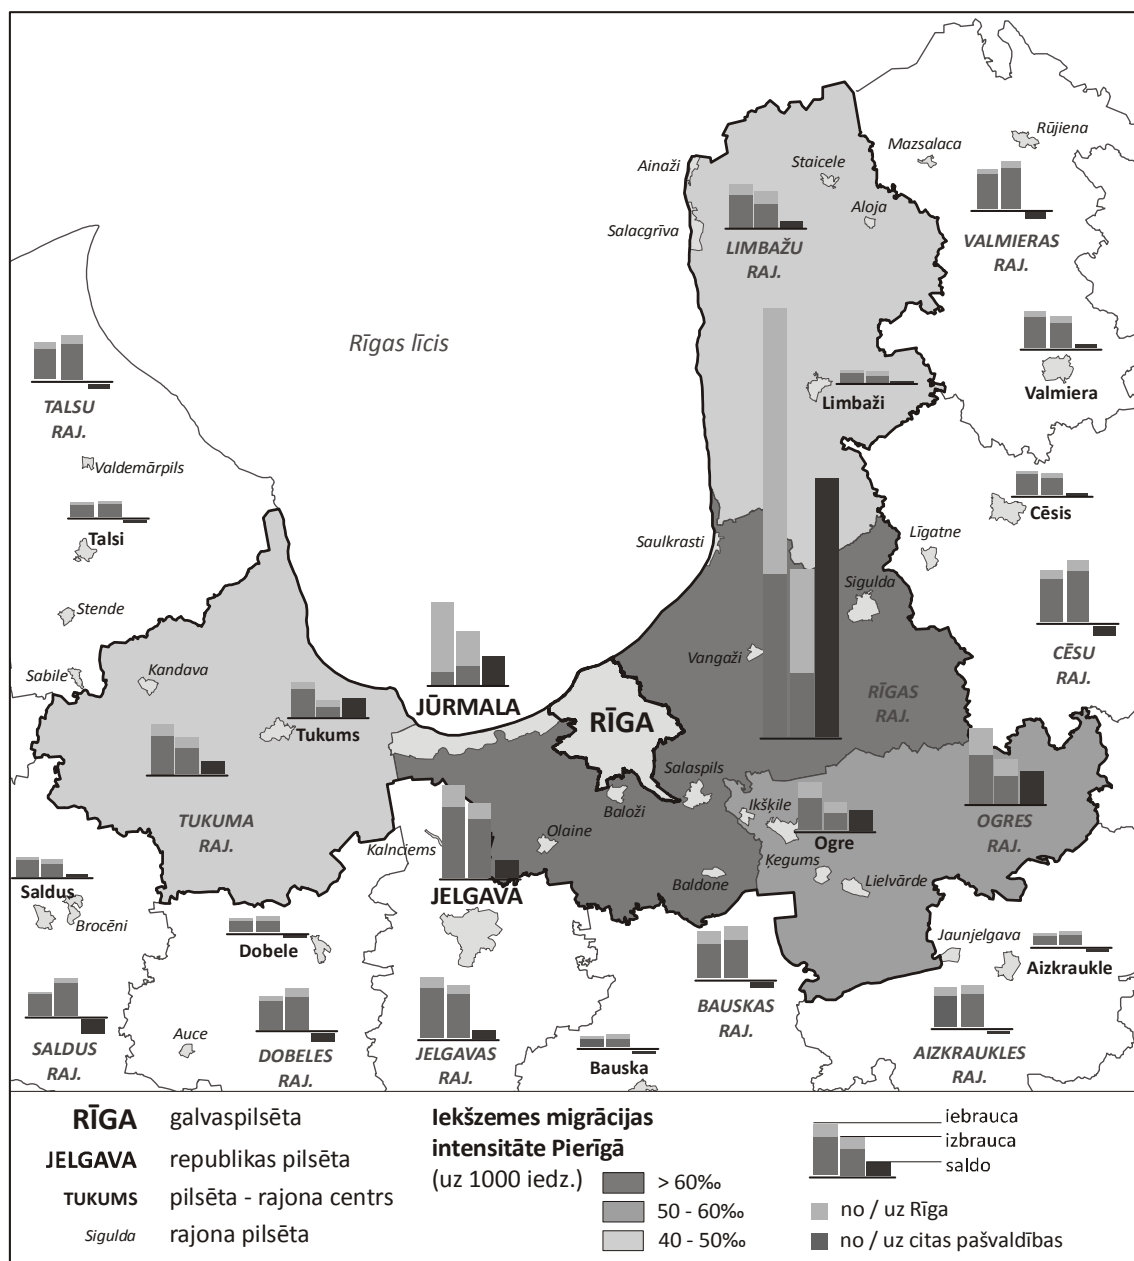 Rūjiena
Mazsalaca
Ainaži
Staicele
Aloja
Salacgrīva
LIMBAŽU
RAJ.
VALMIERAS
RAJ.
Rīgas līcis
TALSU
RAJ.
Limbaži
Valmiera
Valdemārpils
Talsi
Cēsis
Saulkrasti
Līgatne
Sigulda
Stende
Vangaži
CĒSU
RAJ.
Sabile
Kandava
RĪGAS
RAJ.
JŪRMALA
RĪGA
Tukums
Salaspils
TUKUMA
RAJ.
Baloži
Ikšķile
OGRES
RAJ.
Kalnciems
Olaine
Ogre
Ķegums
JELGAVA
Baldone
Lielvārde
Saldus
Brocēni
Dobele
Jaunjelgava
Aizkraukle
BAUSKAS
RAJ.
Auce
SALDUS
RAJ.
DOBELES
RAJ.
JELGAVAS
RAJ.
Bauska
AIZKRAUKLES
RAJ.
RĪGA galvaspilsēta
JELGAVA republikas pilsēta
TUKUMS pilsēta - rajona centrs
Sigulda rajona pilsēta
Iekšzemes migrācijas
intensitāte Pierīgā
(uz 1000 iedz.)
> 60‰
50 - 60‰
40 - 50‰
iebrauca
izbrauca
saldo
no / uz Rīga
no / uz citas pašvaldības